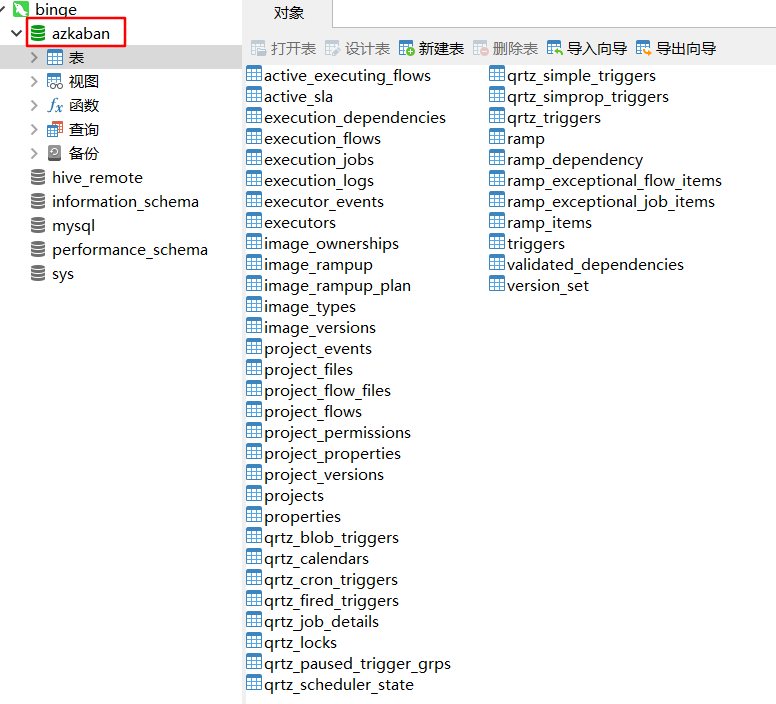 binge
azkaban
表
视图
fx 函数
查询
备份
hive_remote
information_schema
mysql
performance_schema
sys
对象
打开表 设计表 新建表 删除表 导入向导 导出向导
active_executing_flows
active_sla
execution_dependencies
execution_flows
execution_jobs
execution_logs
executor_events
executors
image_ownerships
image_rampup
image_rampup_plan
image_types
image_versions
project_events
project_files
project_flow_files
project_flows
project_permissions
project_properties
project_versions
projects
properties
qrtz_blob_triggers
qrtz_calendars
qrtz_cron_triggers
qrtz_fired_triggers
qrtz_job_details
qrtz_locks
qrtz_paused_trigger_grps
qrtz_scheduler_state
qrtz_simple_triggers
qrtz_simprop_triggers
qrtz_triggers
ramp
ramp_dependency
ramp_exceptional_flow_items
ramp_exceptional_job_items
ramp_items
triggers
validated_dependencies
version_set